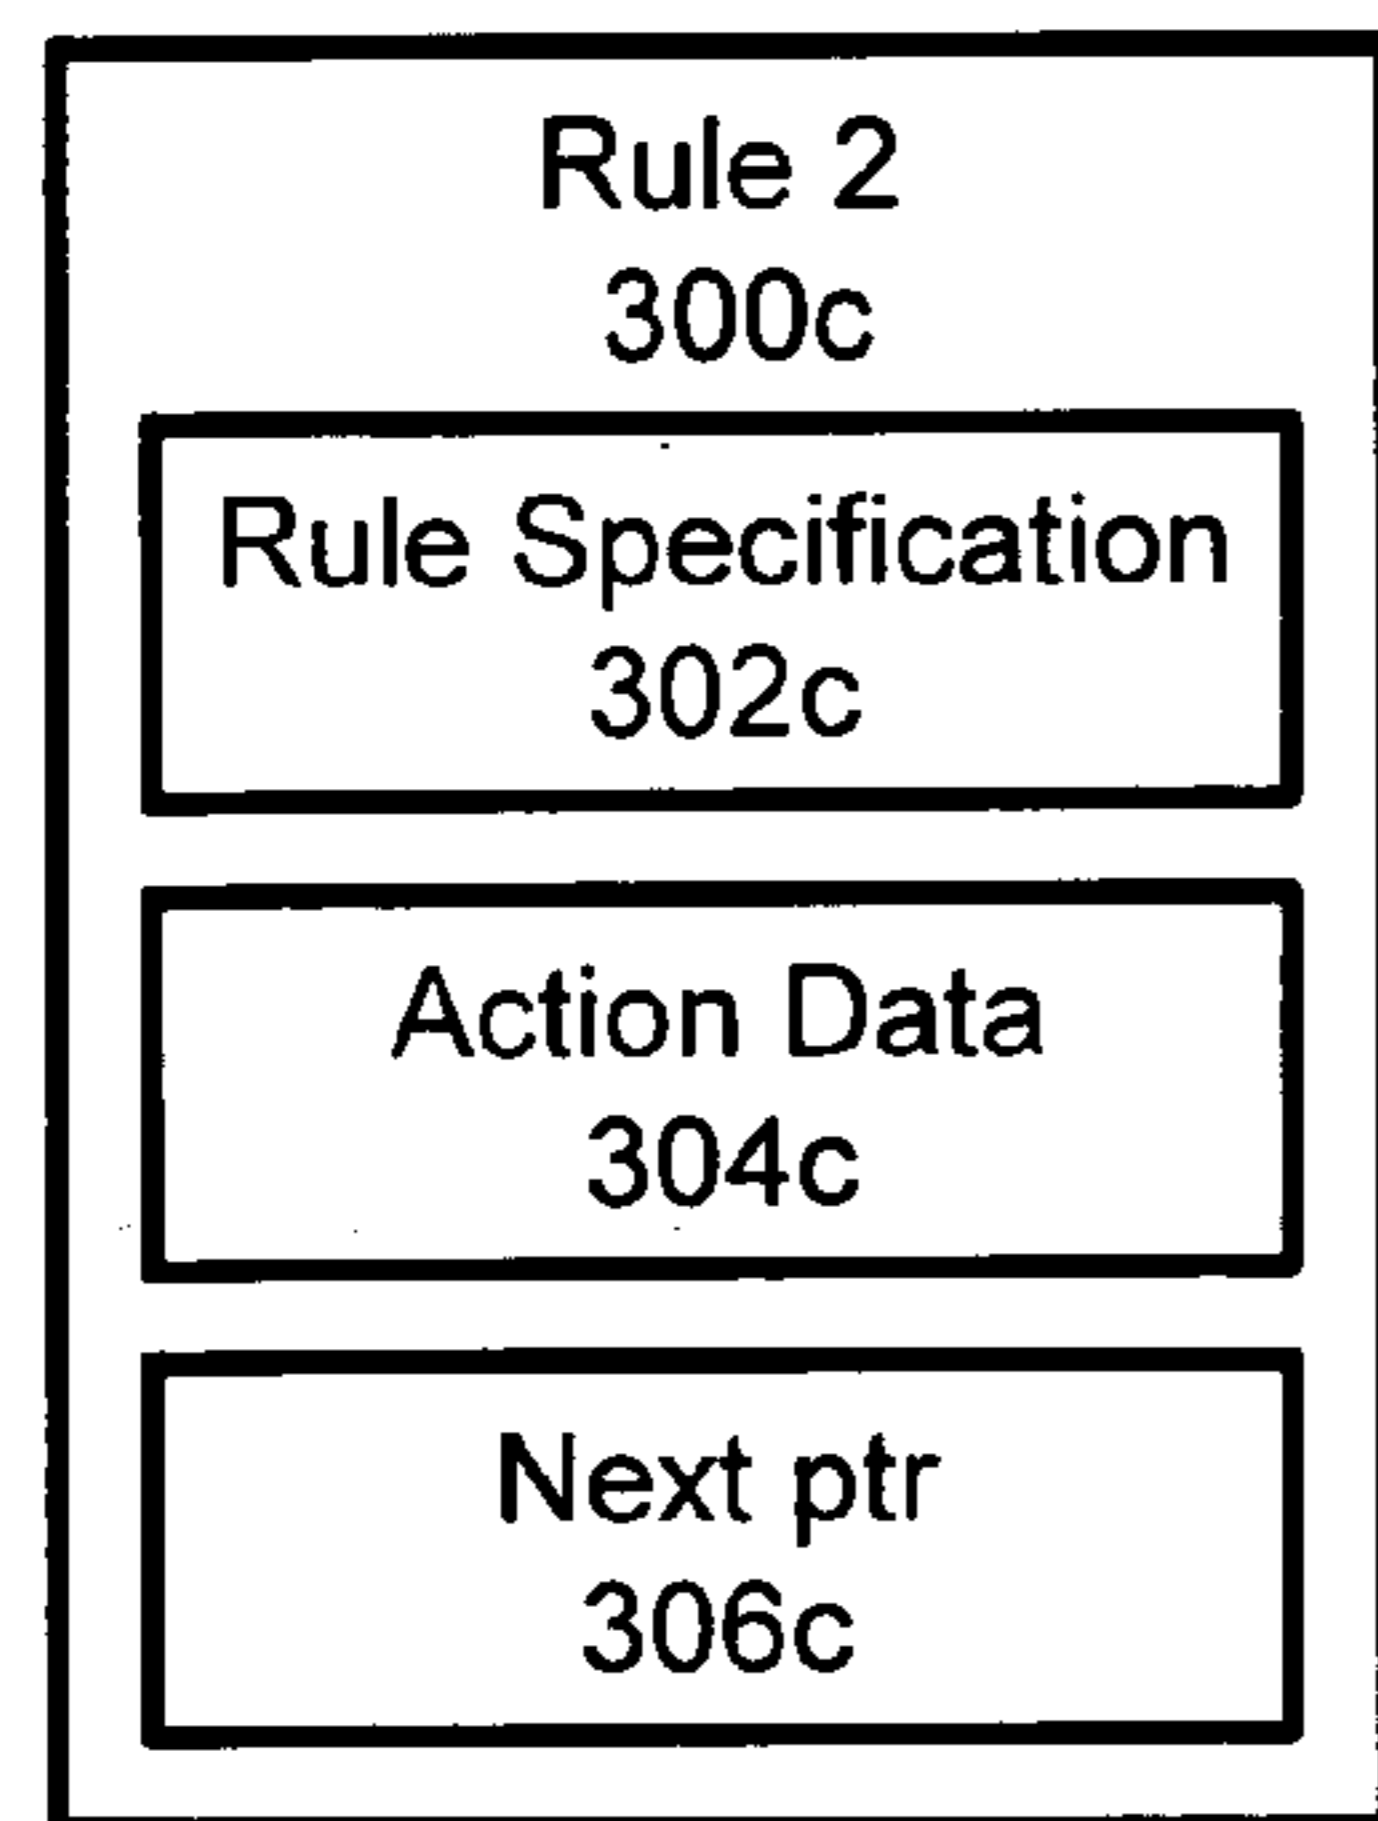 Rule 2
300c
Rule Specification
302c
Action Data
304c
Next ptr
306c